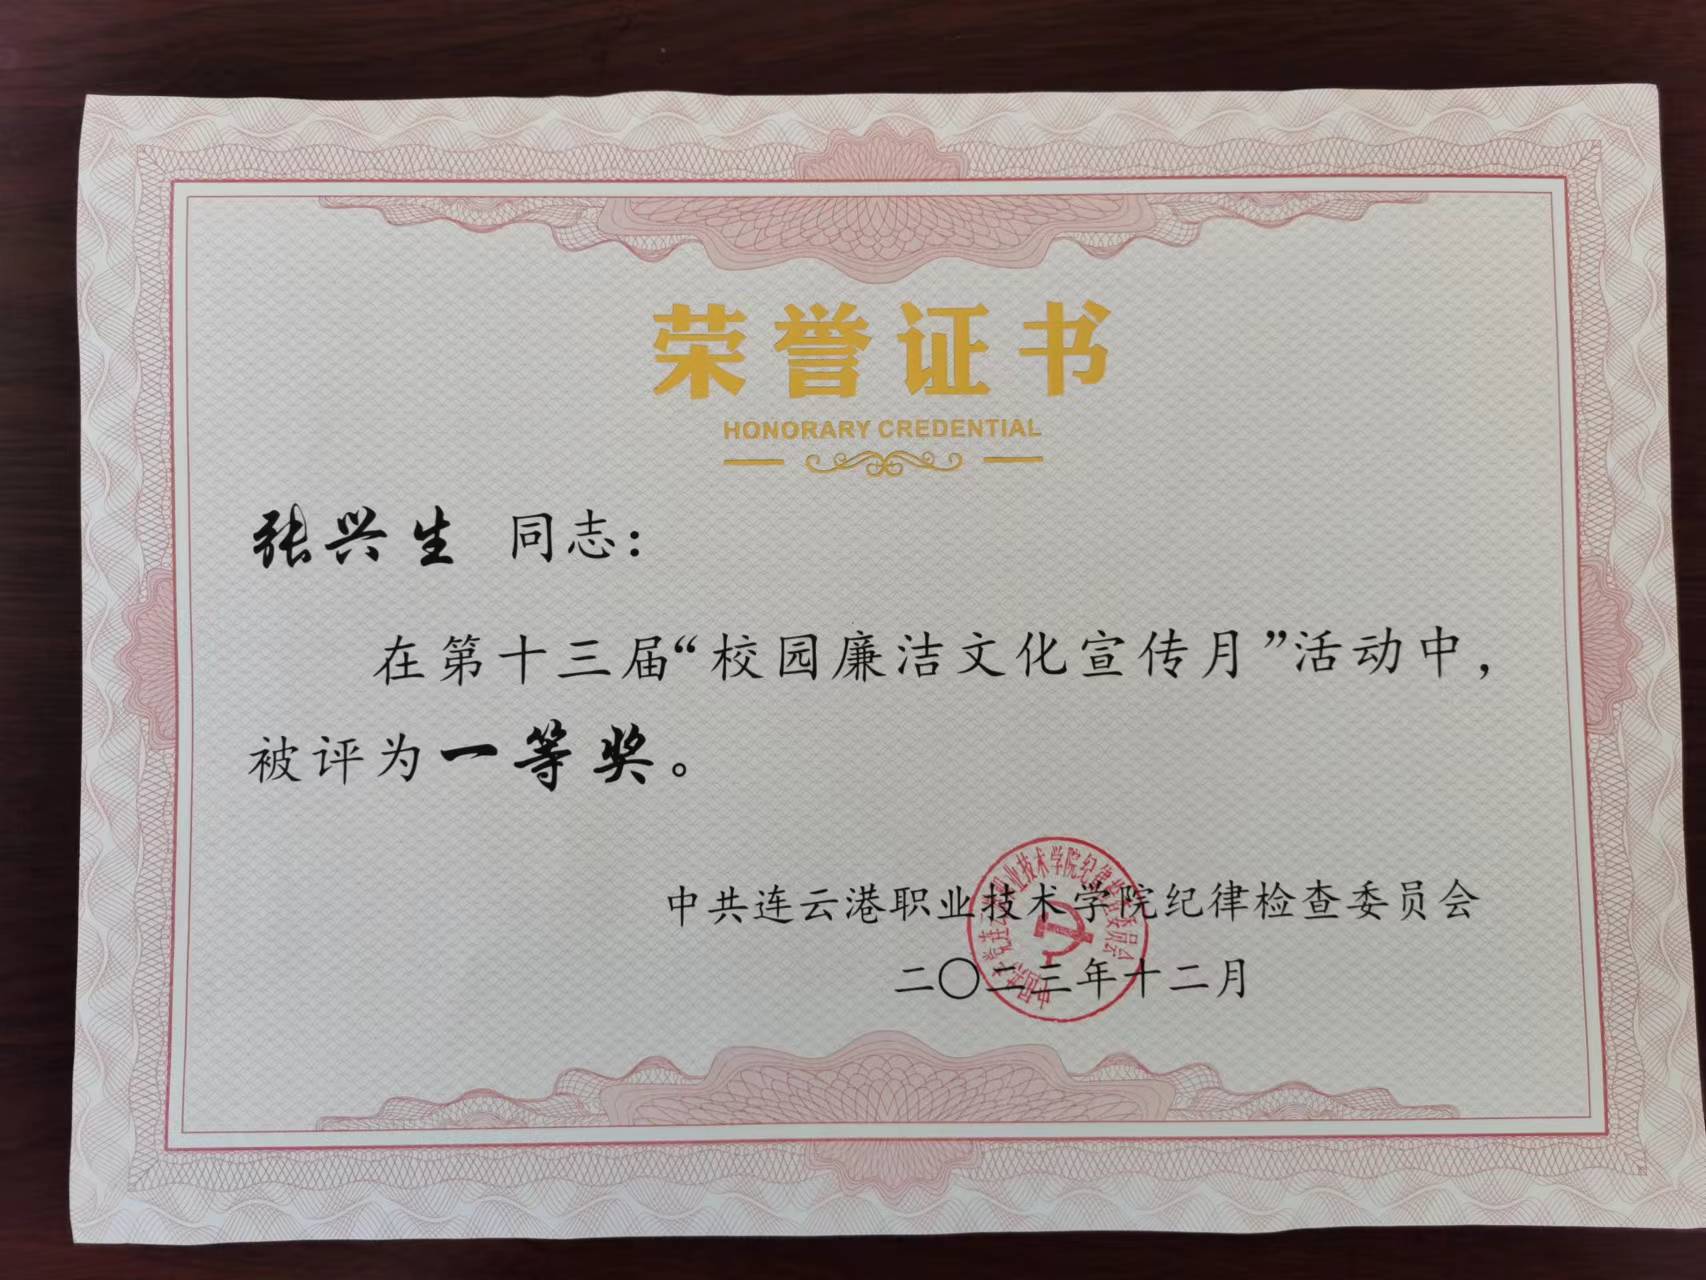 荣誉证书
HONORARY CREDENTIAL
张兴生 同志：
在第十三届“校园廉洁文化宣传月”活动中，
被评为一等奖。
中共连云港职业技术学院纪律检查委员会
二〇二三年十二月